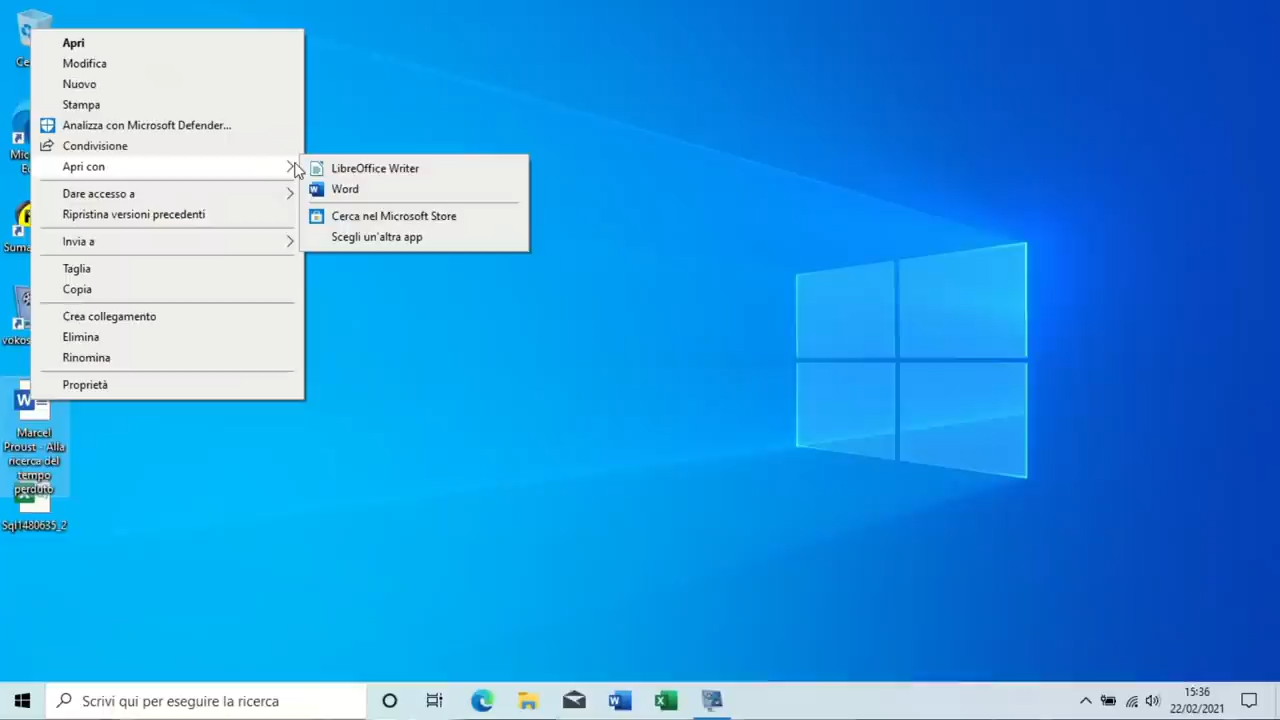 Apri
Modifica
Nuovo
Stampa
Analizza con Microsoft Defender...
Condivisione
Apri con
Dare accesso a
Ripristina versioni precedenti
Invia a
Taglia
Copia
Crea collegamento
Elimina
Rinomina
Proprietà
LibreOffice Writer
Word
Cerca nel Microsoft Store
Scegli un'altra app
Marcel
Proust - Alla
ricerca del
tempo
perduto
Sql1480635_2
Scrivi qui per eseguire la ricerca
15:36
22/02/2021